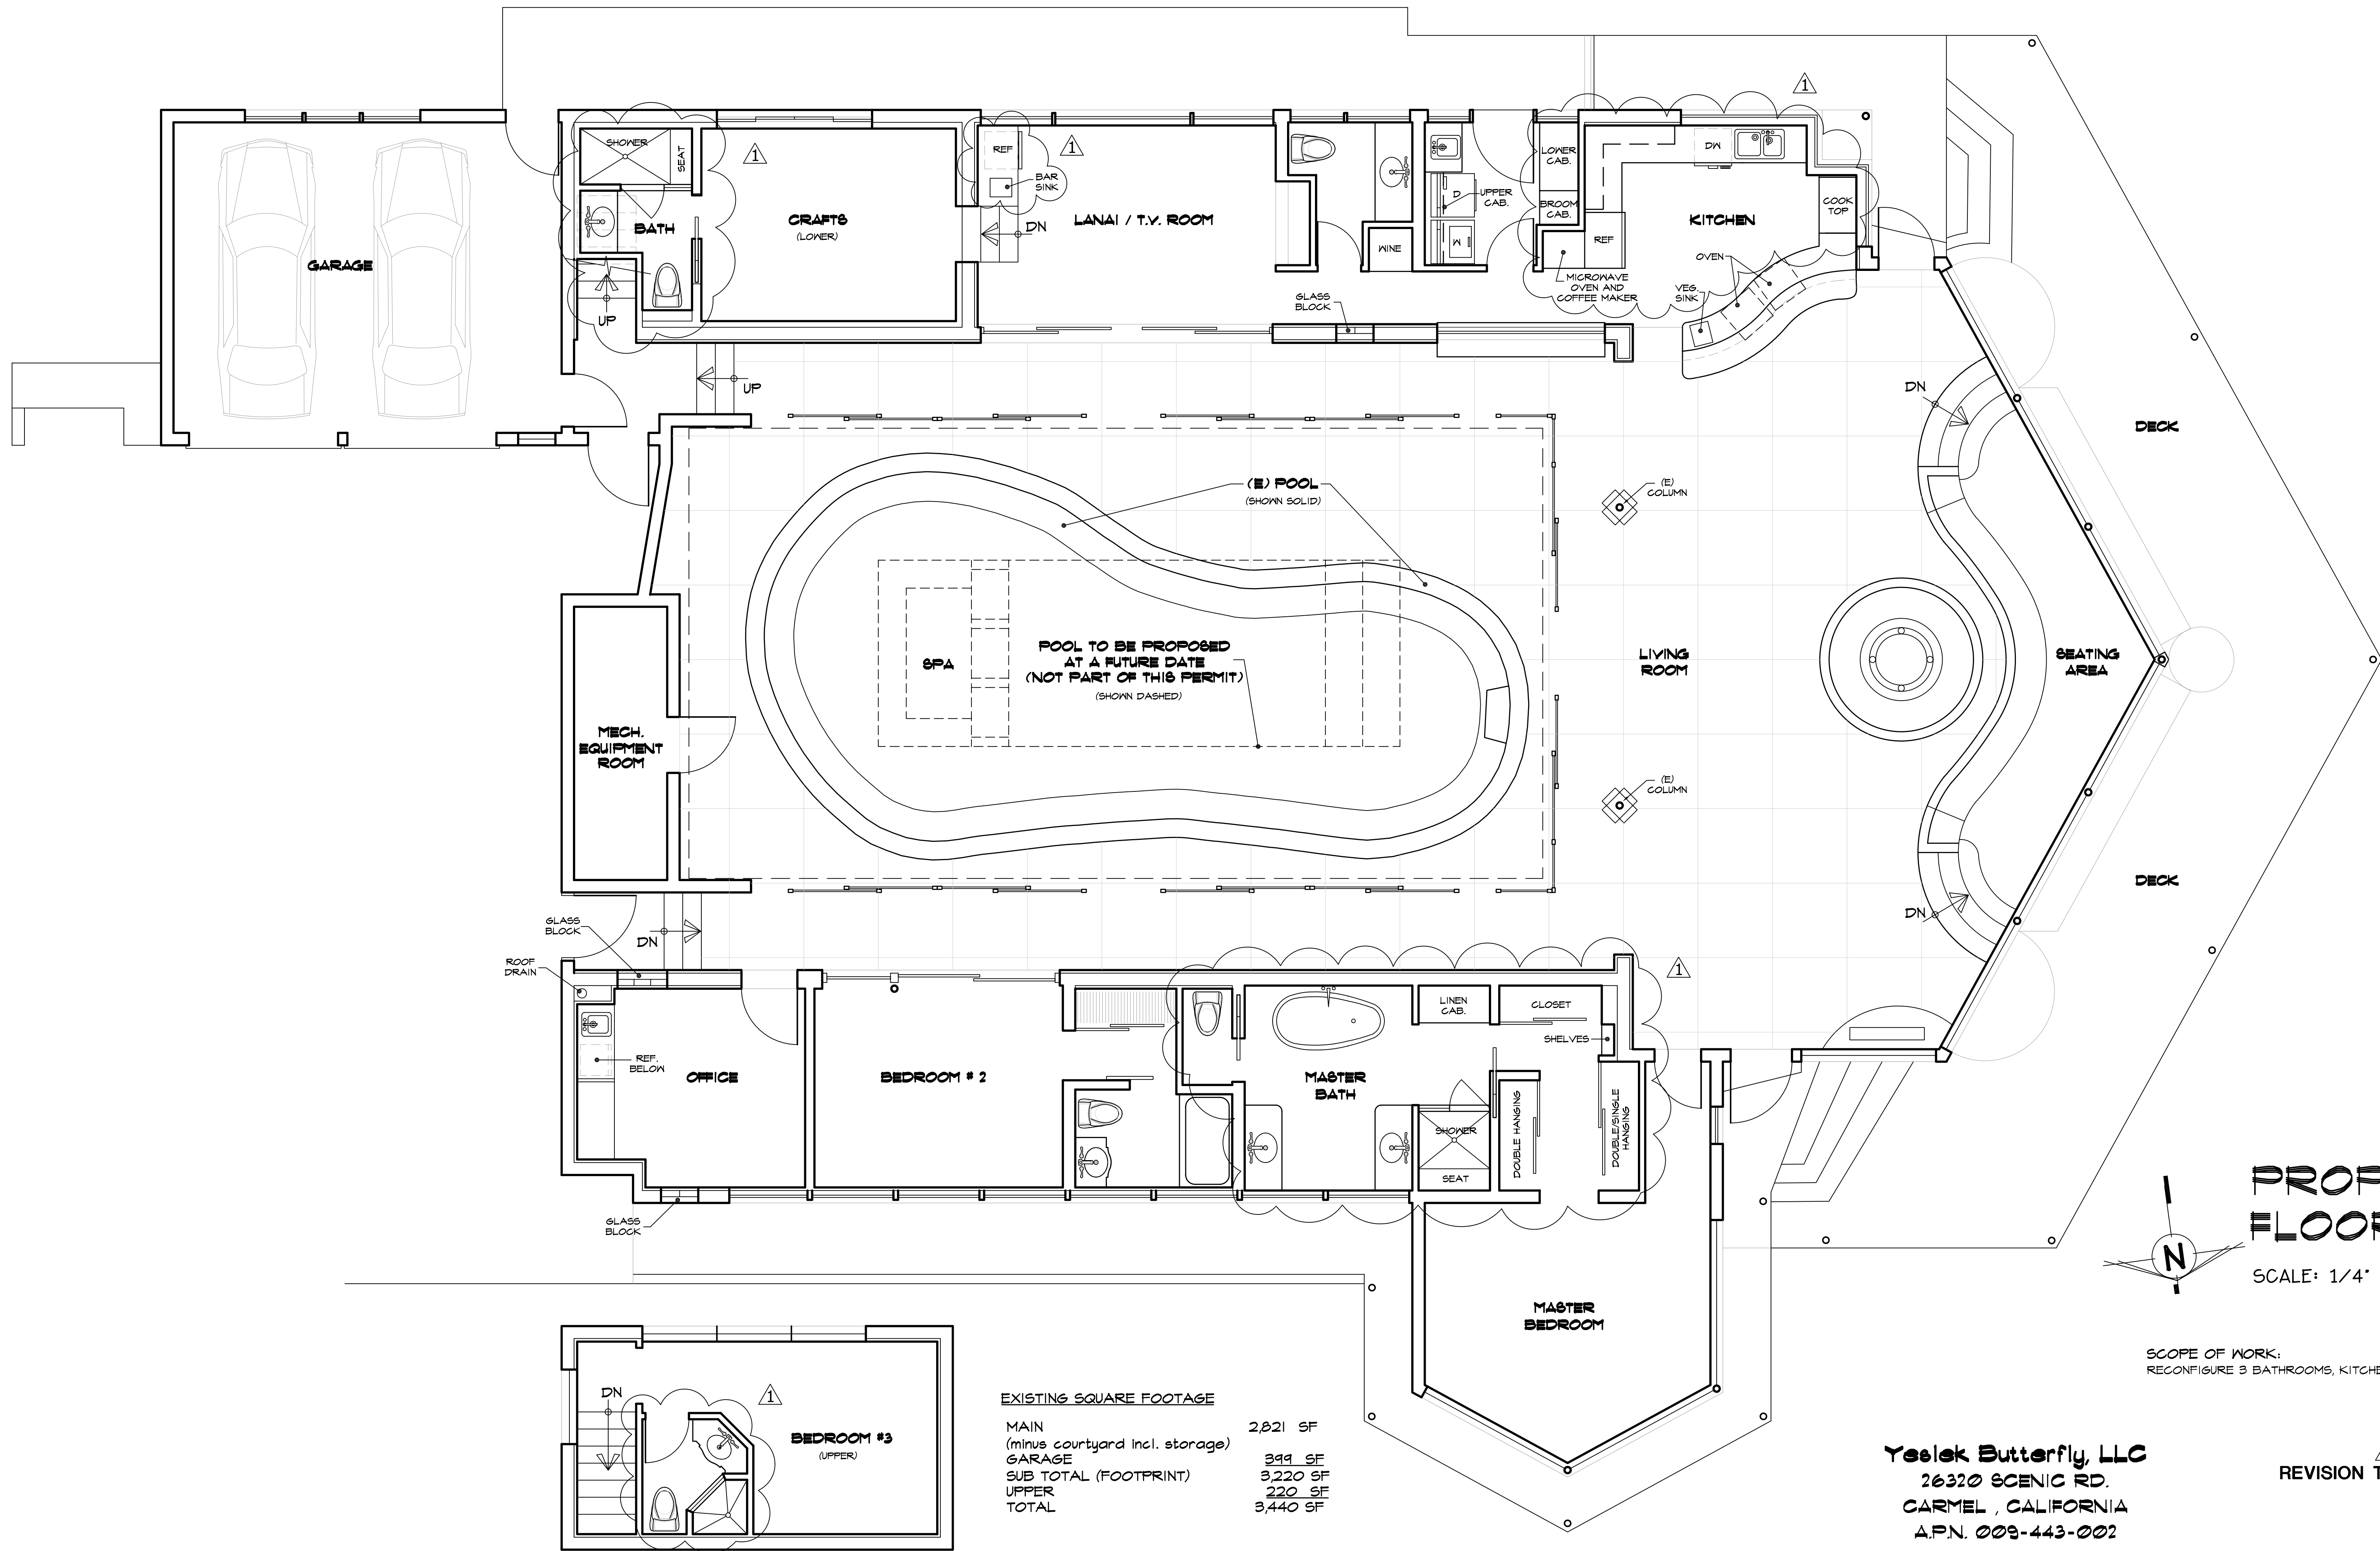 1
SHOWER
SEAT
BATH
UP
GARAGE
1
CRAFTS
(LOWER)
REF
BAR
SINK
1
DN
LANAI / T.V. ROOM
WINE
D
W
UPPER
CAB.
LOWER
CAB.
BROOM
CAB.
REF
MICROWAVE
OVEN AND
COFFEE MAKER
DW
KITCHEN
COOK
TOP
OVEN
VEG.
SINK
GLASS
BLOCK
UP
DN
DECK
(E) POOL
(SHOWN SOLID)
(E)
COLUMN
SPA
POOL TO BE PROPOSED
AT A FUTURE DATE
(NOT PART OF THIS PERMIT)
(SHOWN DASHED)
LIVING
ROOM
SEATING
AREA
MECH.
EQUIPMENT
ROOM
(E)
COLUMN
DECK
DN
GLASS
BLOCK
DN
ROOF
DRAIN
1
REF.
BELOW
OFFICE
BEDROOM # 2
MASTER
BATH
LINEN
CAB.
CLOSET
SHELVES
SHOWER
SEAT
DOUBLE HANGING
DOUBLE/SINGLE
HANGING
GLASS
BLOCK
MASTER
BEDROOM
N
PROP
FLOOR
SCALE: 1/4"
SCOPE OF WORK:
RECONFIGURE 3 BATHROOMS, KITCHE
DN
1
BEDROOM #3
(UPPER)
EXISTING SQUARE FOOTAGE
MAIN 2,821 SF
(minus courtyard incl. storage)
GARAGE 399 SF
SUB TOTAL (FOOTPRINT) 3,220 SF
UPPER 220 SF
TOTAL 3,440 SF
Yeslek Butterfly, LLC
26320 SCENIC RD.
CARMEL , CALIFORNIA
A.P.N. 009-443-002
REVISION T